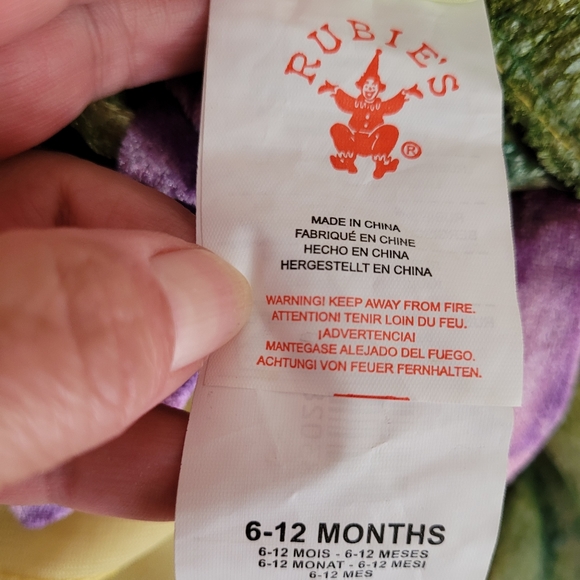 RUBIE'S
®
MADE IN CHINA
FABRIQUÉ EN CHINE
HECHO EN CHINA
HERGESTELLT EN CHINA
WARNING! KEEP AWAY FROM FIRE.
ATTENTION! TENIR LOIN DU FEU.
¡ADVERTENCIA!
MANTEGASE ALEJADO DEL FUEGO.
ACHTUNG! VON FEUER FERNHALTEN.
6-12 MONTHS
6-12 MOIS - 6-12 MESES
6-12 MONAT - 6-12 MESI
6-12 MES